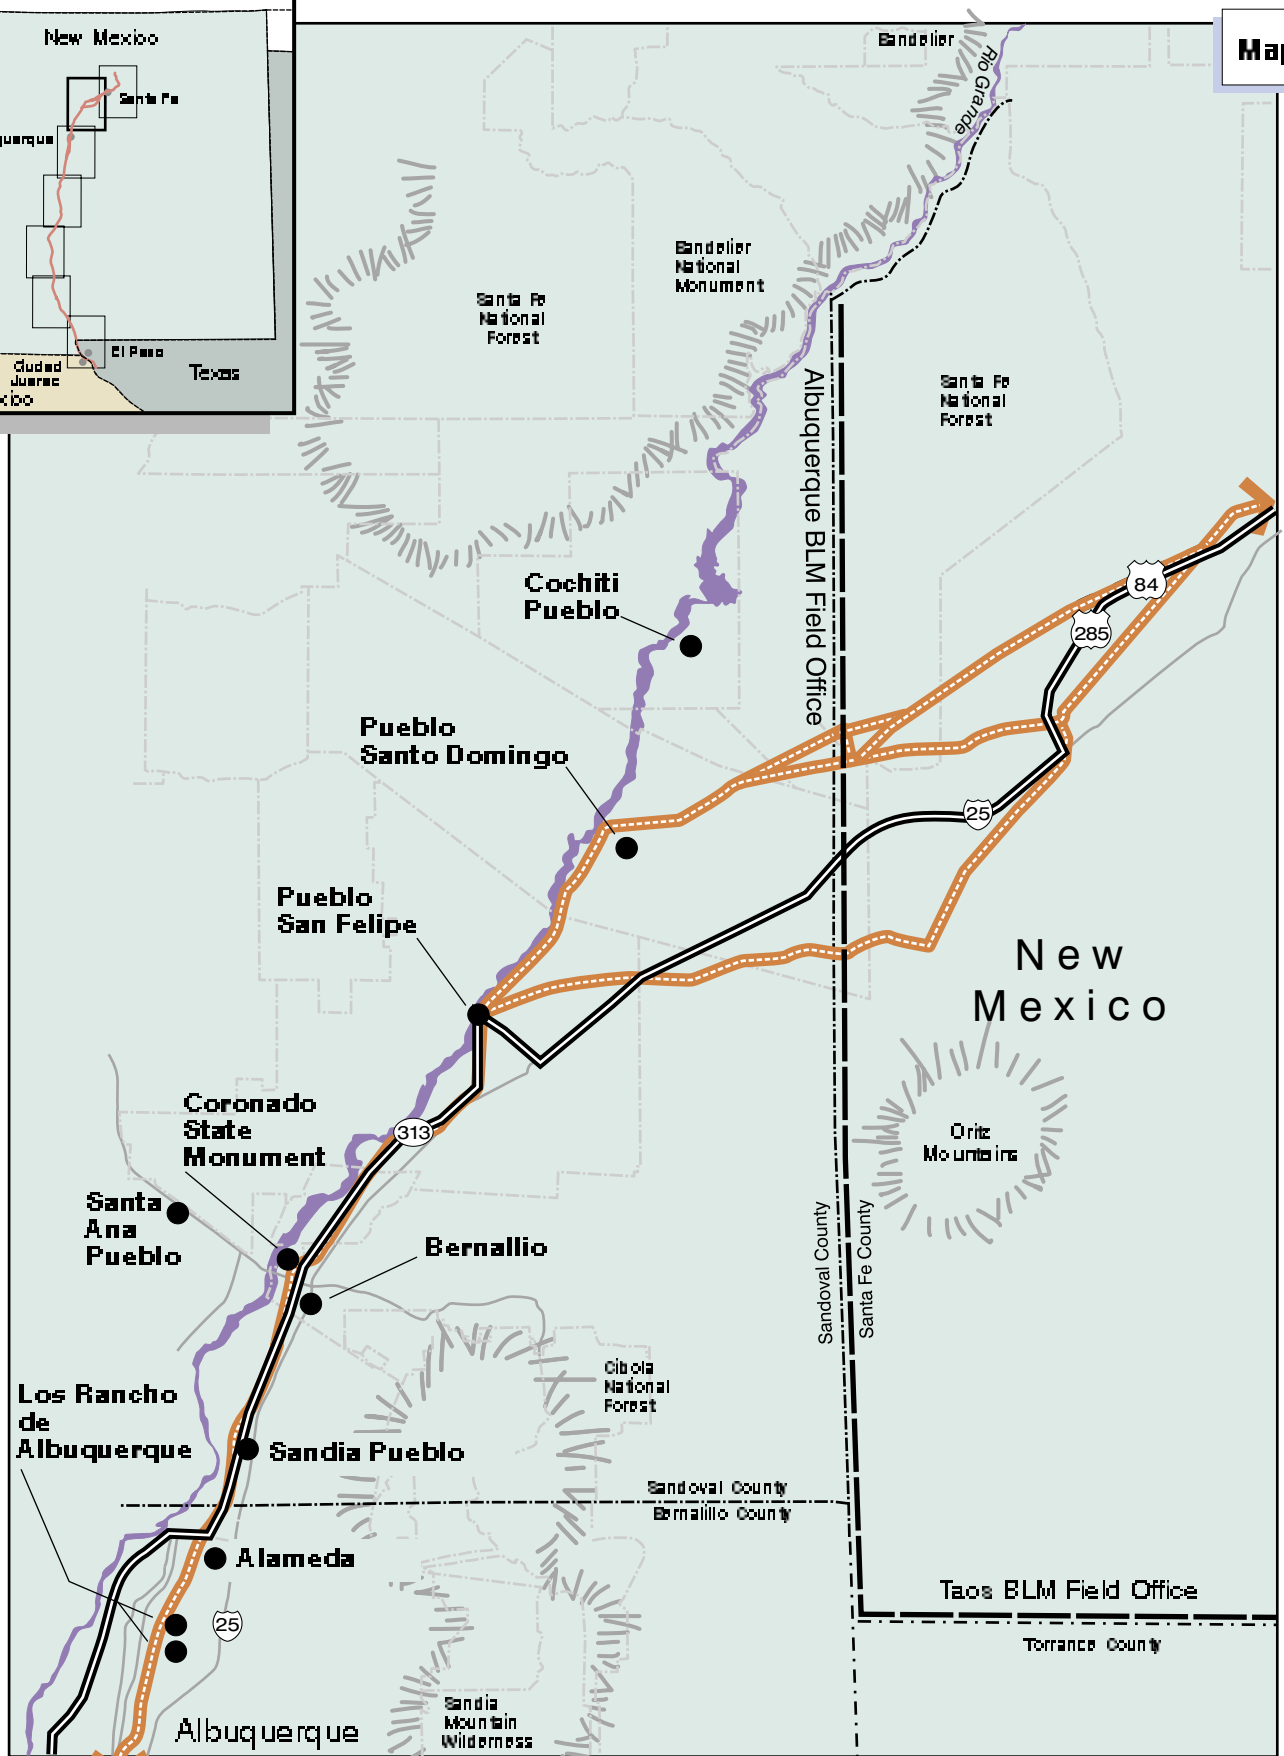 New Mexico
Santa Fe
El Paso
Ciudad
Juarez
Texas
Bandelier
Rio Grande
Bandelier
National
Monument
Santa Fe
National
Forest
Santa Fe
National
Forest
Albuquerque BLM Field Office
Cochiti
Pueblo
84
285
Pueblo
Santo Domingo
25
Pueblo
San Felipe
New
Mexico
Coronado
State
Monument
313
Oritz
Mountains
Santa
Ana
Pueblo
Bernallio
Sandoval County
Santa Fe County
Cibola
National
Forest
Los Rancho
de
Albuquerque
Sandia Pueblo
Sandoval County
Bernalillo County
Alameda
25
Taos BLM Field Office
Torrance County
Sandia
Mountain
Wilderness
Albuquerque